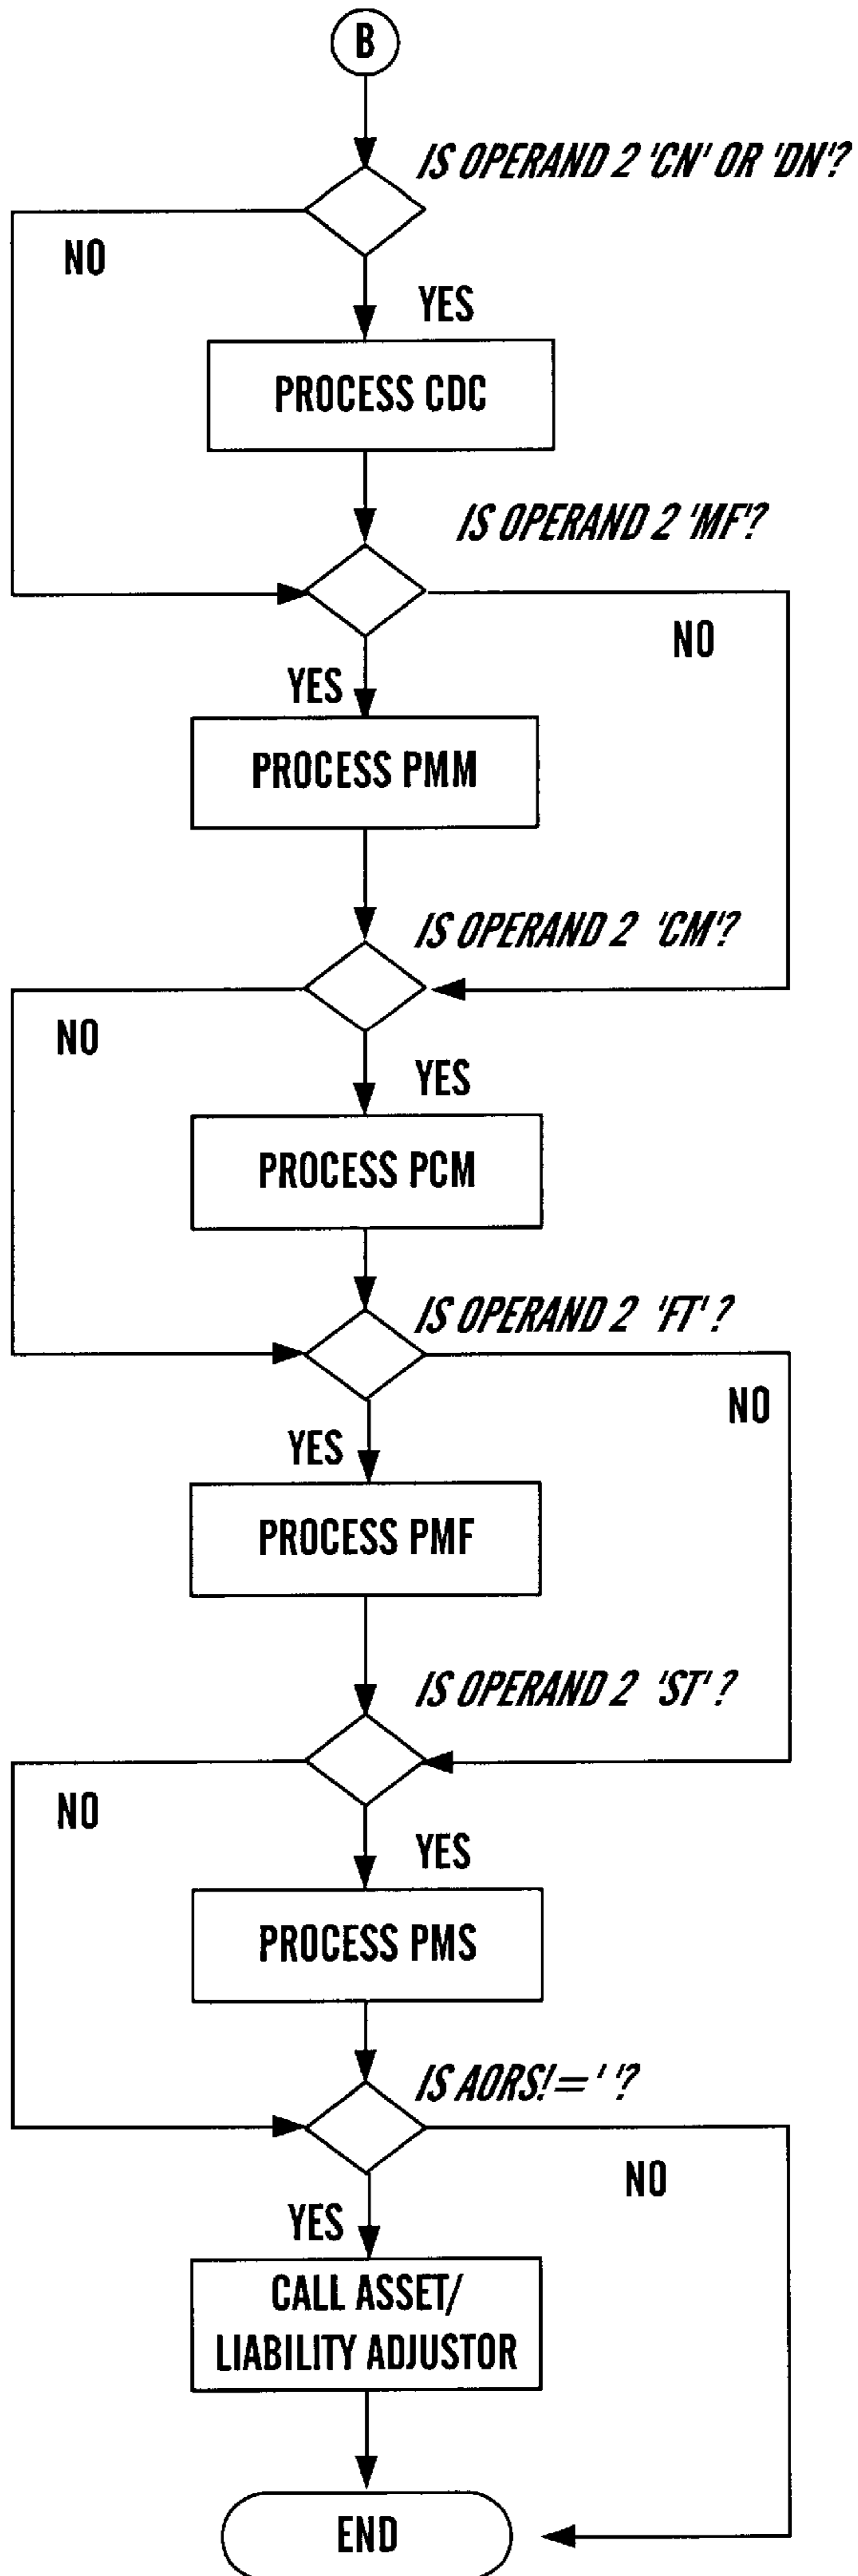 B
IS OPERAND 2 'CN' OR 'DN'?
NO
YES
PROCESS CDC
IS OPERAND 2 'MF'?
NO
YES
PROCESS PMM
IS OPERAND 2 'CM'?
NO
YES
PROCESS PCM
IS OPERAND 2 'FT' ?
NO
YES
PROCESS PMF
IS OPERAND 2 'ST' ?
NO
YES
PROCESS PMS
IS AORS!=' '?
NO
YES
CALL ASSET/
LIABILITY ADJUSTOR
END